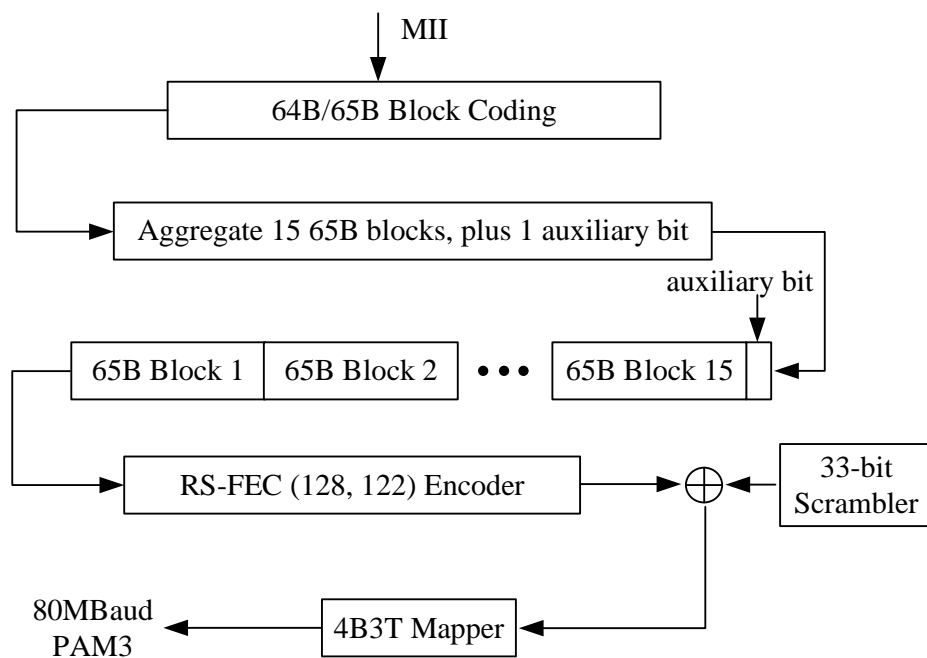 MII
64B/65B Block Coding
Aggregate 15 65B blocks, plus 1 auxiliary bit
auxiliary bit
65B Block 1
65B Block 2
65B Block 15
RS-FEC (128, 122) Encoder
33-bit
Scrambler
80MBaud
PAM3
4B3T Mapper